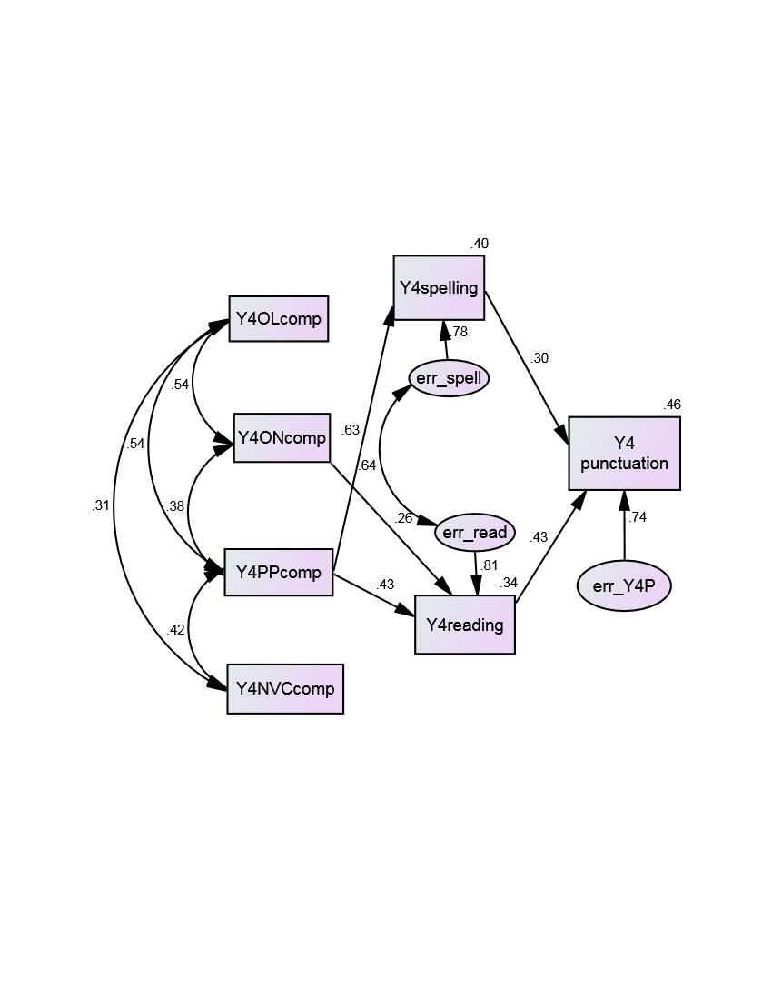 .40
Y4spelling
Y4OLcomp
.78
.30
err_spell
.54
.46
Y4ONcomp
.63
.54
Y4
punctuation
.64
.31
.38
.26
err_read
.74
.43
.81
Y4PPcomp
.43
.34
err_Y4P
Y4reading
.42
Y4NVCcomp